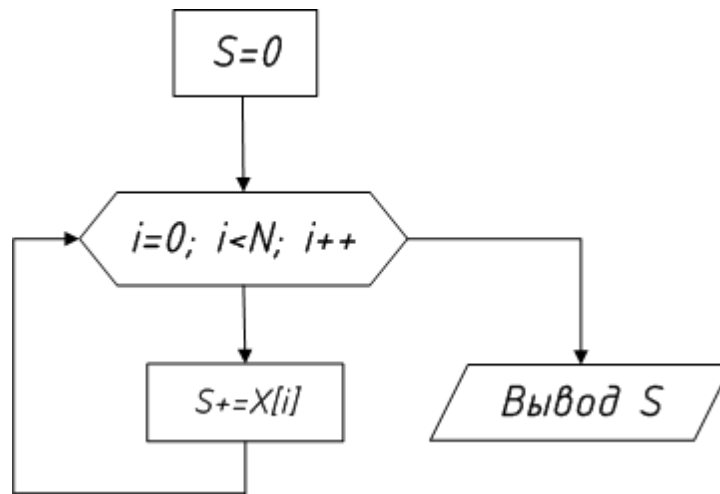 S=0
i=0; i<N; i++
S+=X[i]
Вывод S